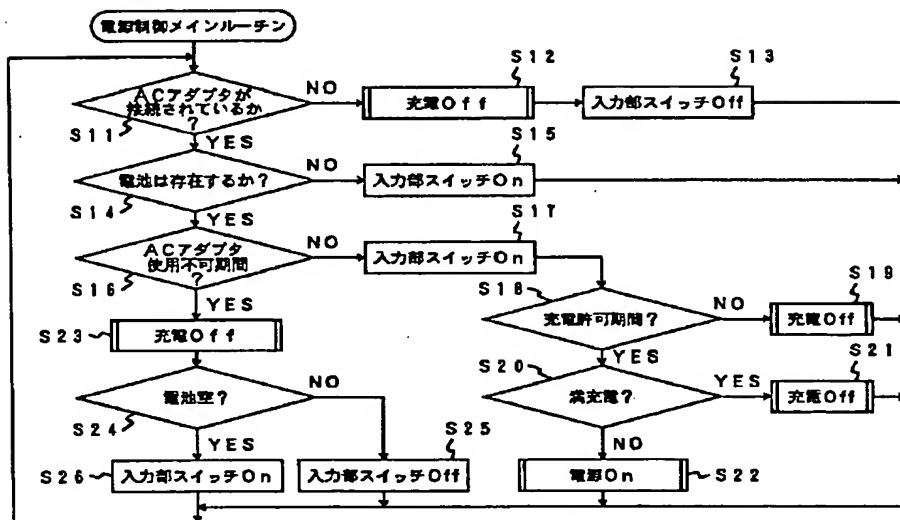 電源制御メインルーチン
ACアダプタが
接続されているか
?
S11
NO
YES
S12
充電Off
S13
入力部スイッチOff
電池は存在するか?
S14
NO
YES
S15
入力部スイッチOn
ACアダプタ
使用不可期間
?
S16
NO
YES
S17
入力部スイッチOn
S18
充電許可期間?
NO
YES
S19
充電Off
S20
満充電?
YES
NO
S21
充電Off
電源On
S22
S23
充電Off
電池空?
S24
NO
YES
S25
入力部スイッチOff
S26
入力部スイッチOn